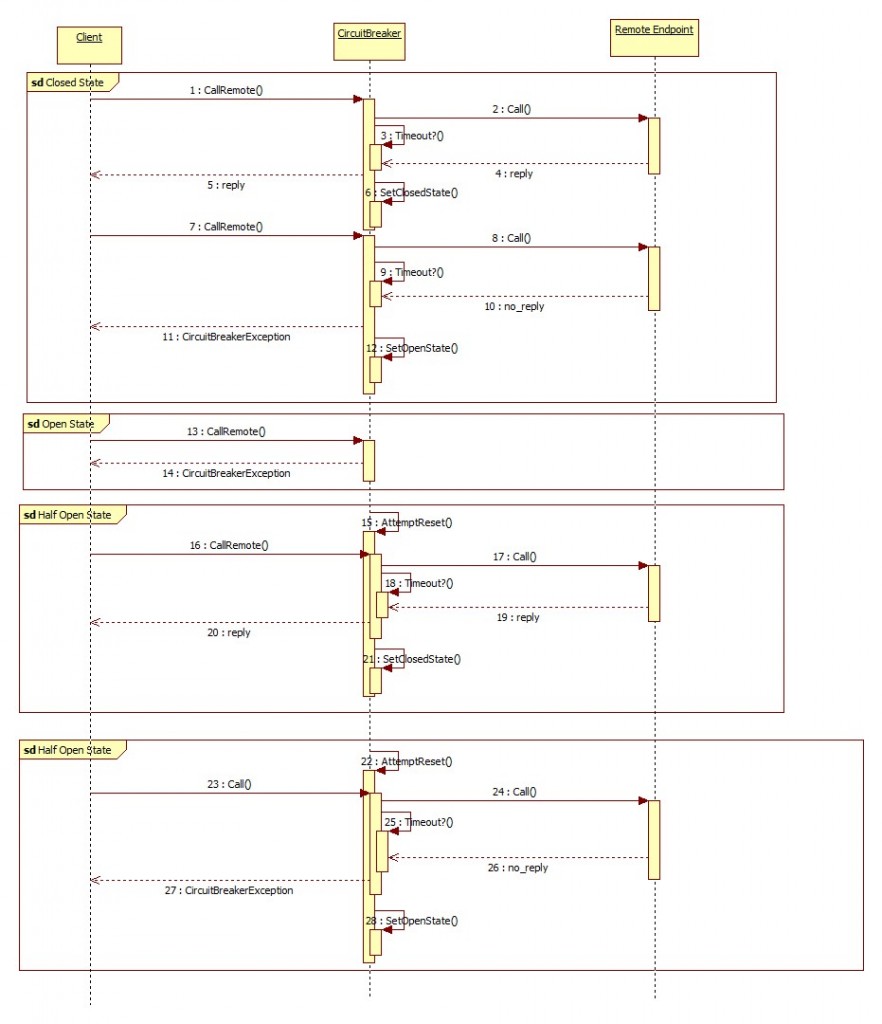 Client
CircuitBreaker
Remote Endpoint
sd Closed State
1 : CallRemote()
2 : Call()
3 : Timeout?()
4 : reply
5 : reply
6 : SetClosedState()
7 : CallRemote()
8 : Call()
9 : Timeout?()
10 : no_reply
11 : CircuitBreakerException
12 : SetOpenState()
sd Open State
13 : CallRemote()
14 : CircuitBreakerException
sd Half Open State
15 : AttemptReset()
16 : CallRemote()
17 : Call()
18 : Timeout?()
19 : reply
20 : reply
21 : SetClosedState()
sd Half Open State
22 : AttemptReset()
23 : Call()
24 : Call()
25 : Timeout?()
26 : no_reply
27 : CircuitBreakerException
28 : SetOpenState()